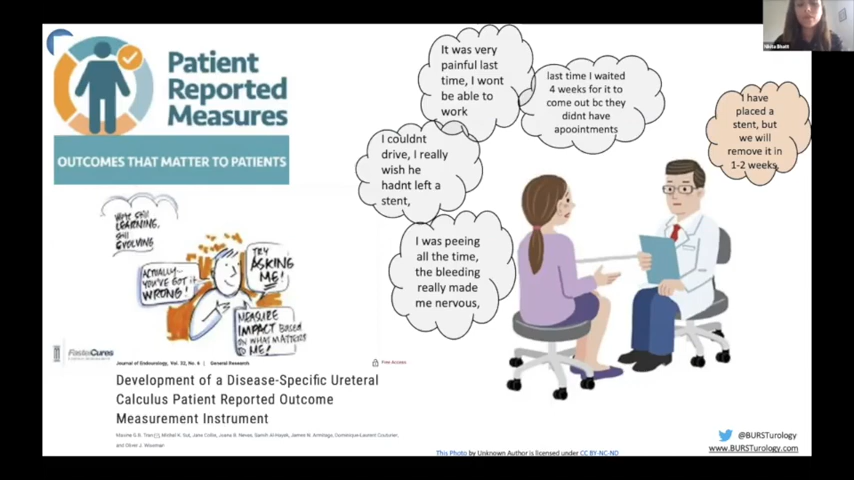 Patient
Reported
Measures
OUTCOMES THAT MATTER TO PATIENTS
It was very
painful last
time, I wont
be able to
work
last time I waited
4 weeks for it to
come out bc they
didnt have
apointments
I have
placed a
stent, but
we will
remove it in
1-2 weeks,
I couldnt
drive, I really
wish he
hadnt left a
stent,
I was peeing
all the time,
the bleeding
really made
me nervous,
WE'RE STILL
LEARNING,
STILL
EVOLVING
ACTUALLY~
YOU'VE GOT IT
WRONG!
TRY
ASKING
ME!
MEASURE
IMPACT BASED
ON WHAT MATTERS
TO ME!
FasterCures
Journal of Endourology, Vol. 32, No. 6 | General Research
Free Access
Development of a Disease-Specific Ureteral
Calculus Patient Reported Outcome
Measurement Instrument
and Oliver J. Wiseman
This Photo by Unknown Author is licensed under CC BY-NC-ND
@BURSTurology
www.BURSTurology.com